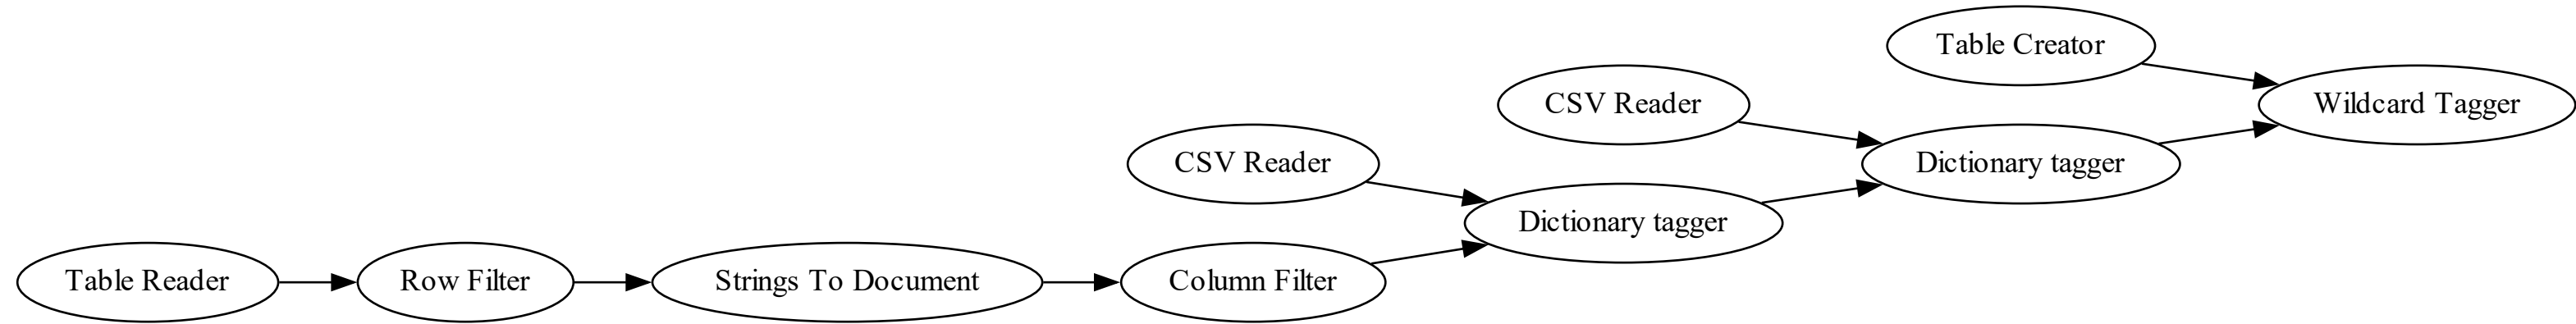 Table Creator
CSV Reader
Wildcard Tagger
CSV Reader
Dictionary tagger
Dictionary tagger
Table Reader
Row Filter
Strings To Document
Column Filter